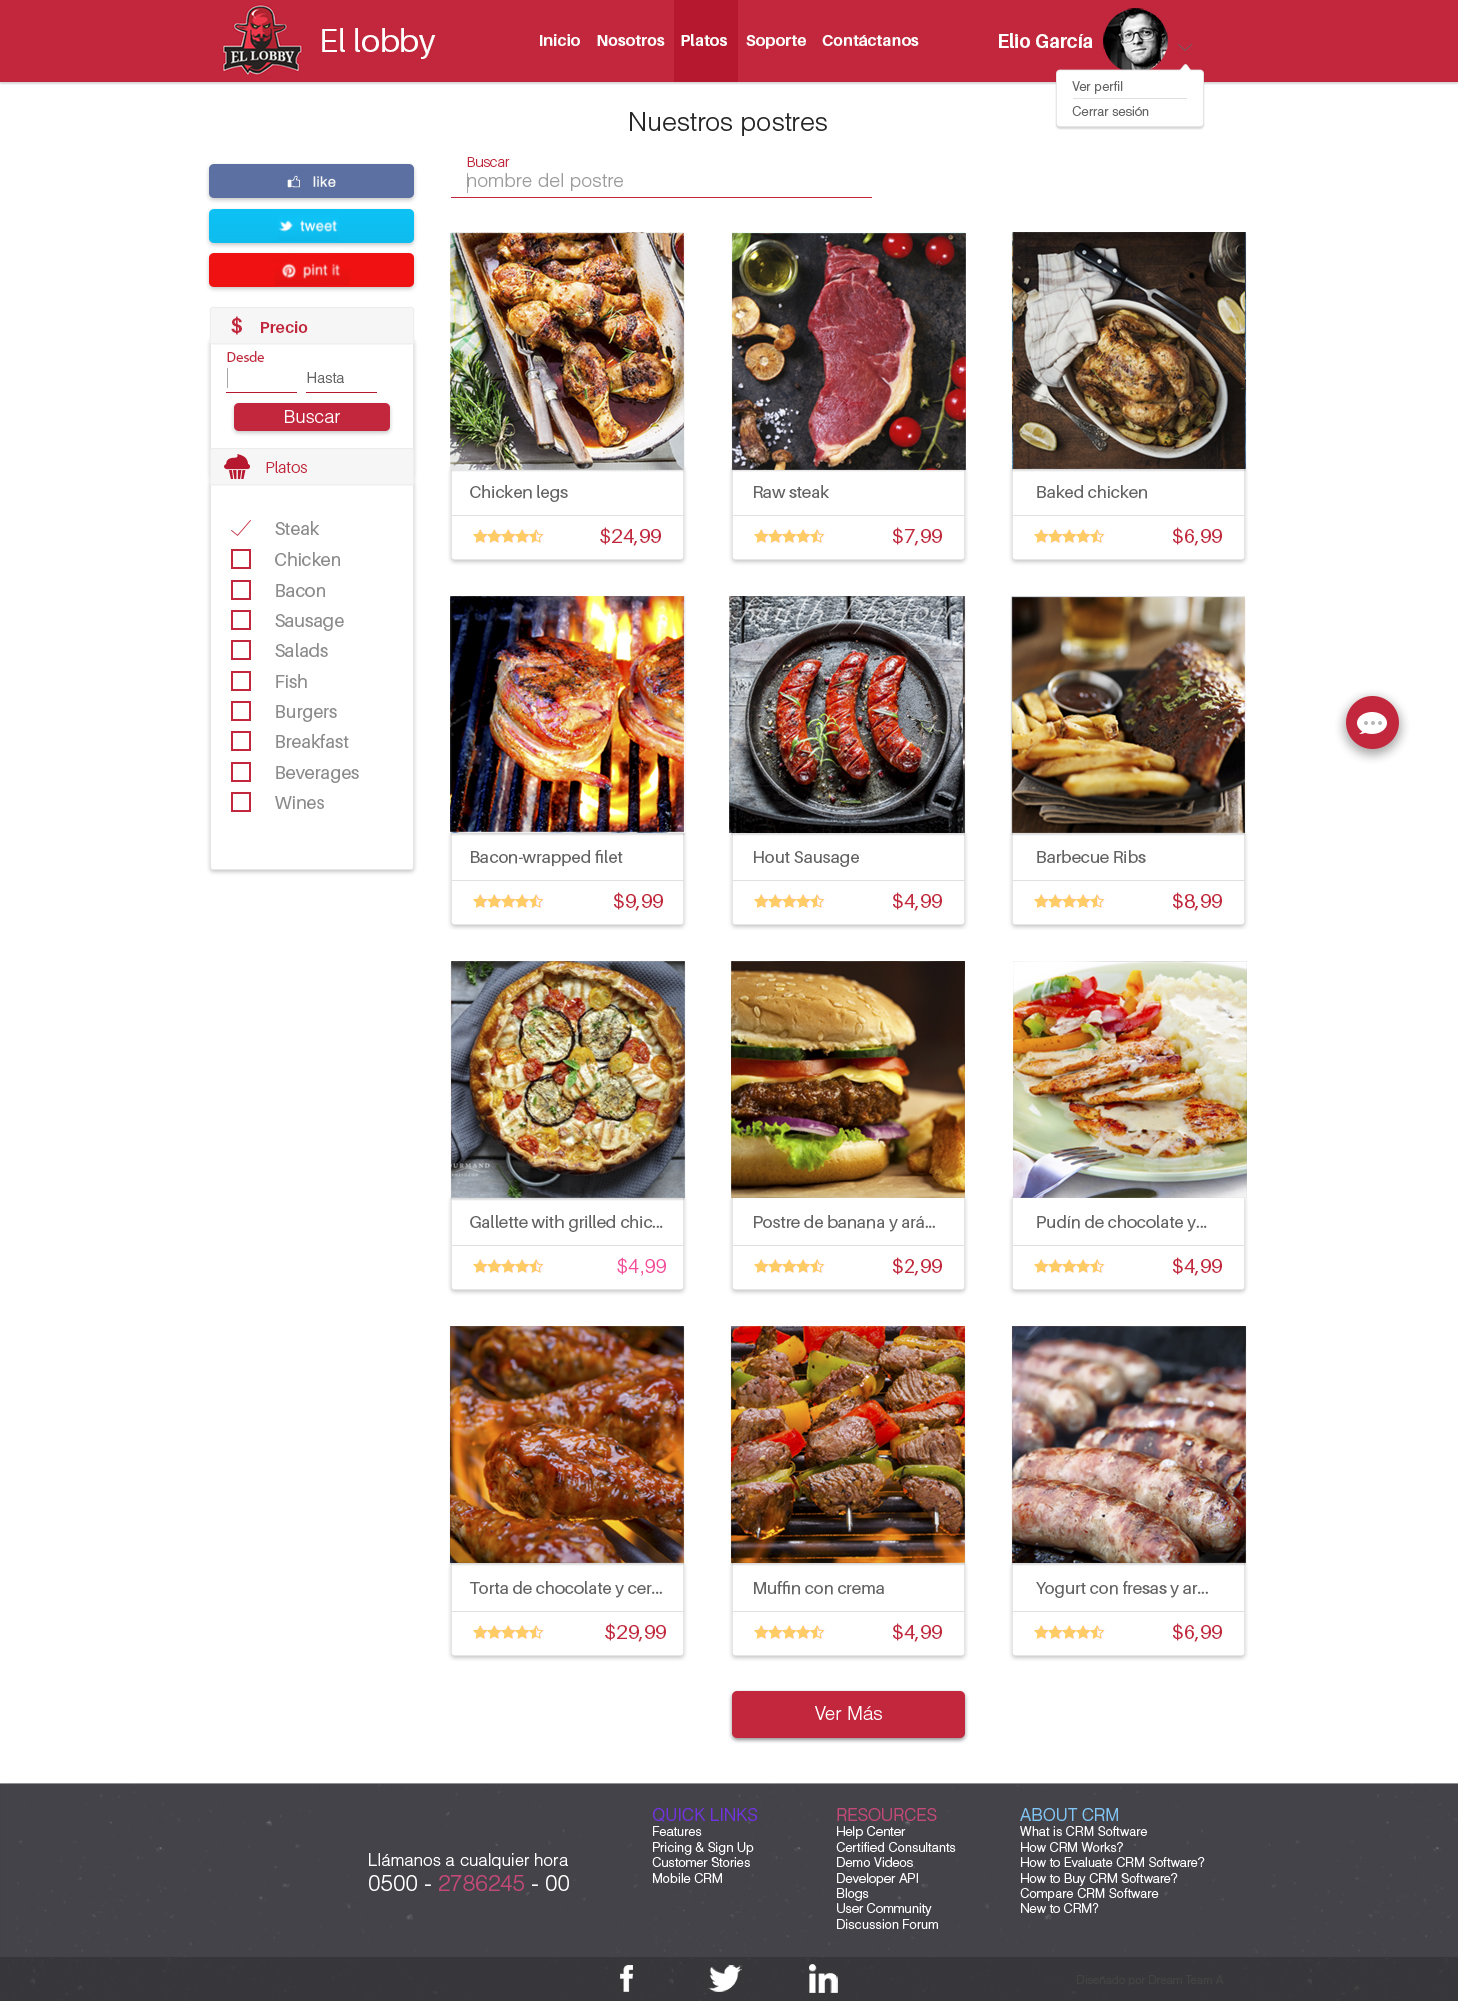 EL LOBBY
El lobby
Inicio Nosotros Platos Soporte Contáctanos
Elio García
Ver perfil
Cerrar sesión
Nuestros postres
Buscar
nombre del postre
like
tweet
pint it
$ Precio
Desde
Hasta
Buscar
Platos
Steak
Chicken
Bacon
Sausage
Salads
Fish
Burgers
Breakfast
Beverages
Wines
Chicken legs
$24,99
Raw steak
$7,99
Baked chicken
$6,99
Bacon-wrapped filet
$9,99
Hout Sausage
$4,99
Barbecue Ribs
$8,99
Gallette with grilled chic...
$4,99
Postre de banana y ará...
$2,99
Pudín de chocolate y...
$4,99
Torta de chocolate y cer...
$29,99
Muffin con crema
$4,99
Yogurt con fresas y ar...
$6,99
Ver Más
Llámanos a cualquier hora
0500 - 2786245 - 00
QUICK LINKS
Features
Pricing & Sign Up
Customer Stories
Mobile CRM
RESOURCES
Help Center
Certified Consultants
Demo Videos
Developer API
Blogs
User Community
Discussion Forum
ABOUT CRM
What is CRM Software
How CRM Works?
How to Evaluate CRM Software?
How to Buy CRM Software?
Compare CRM Software
New to CRM?
Diseñado por Dream Team A